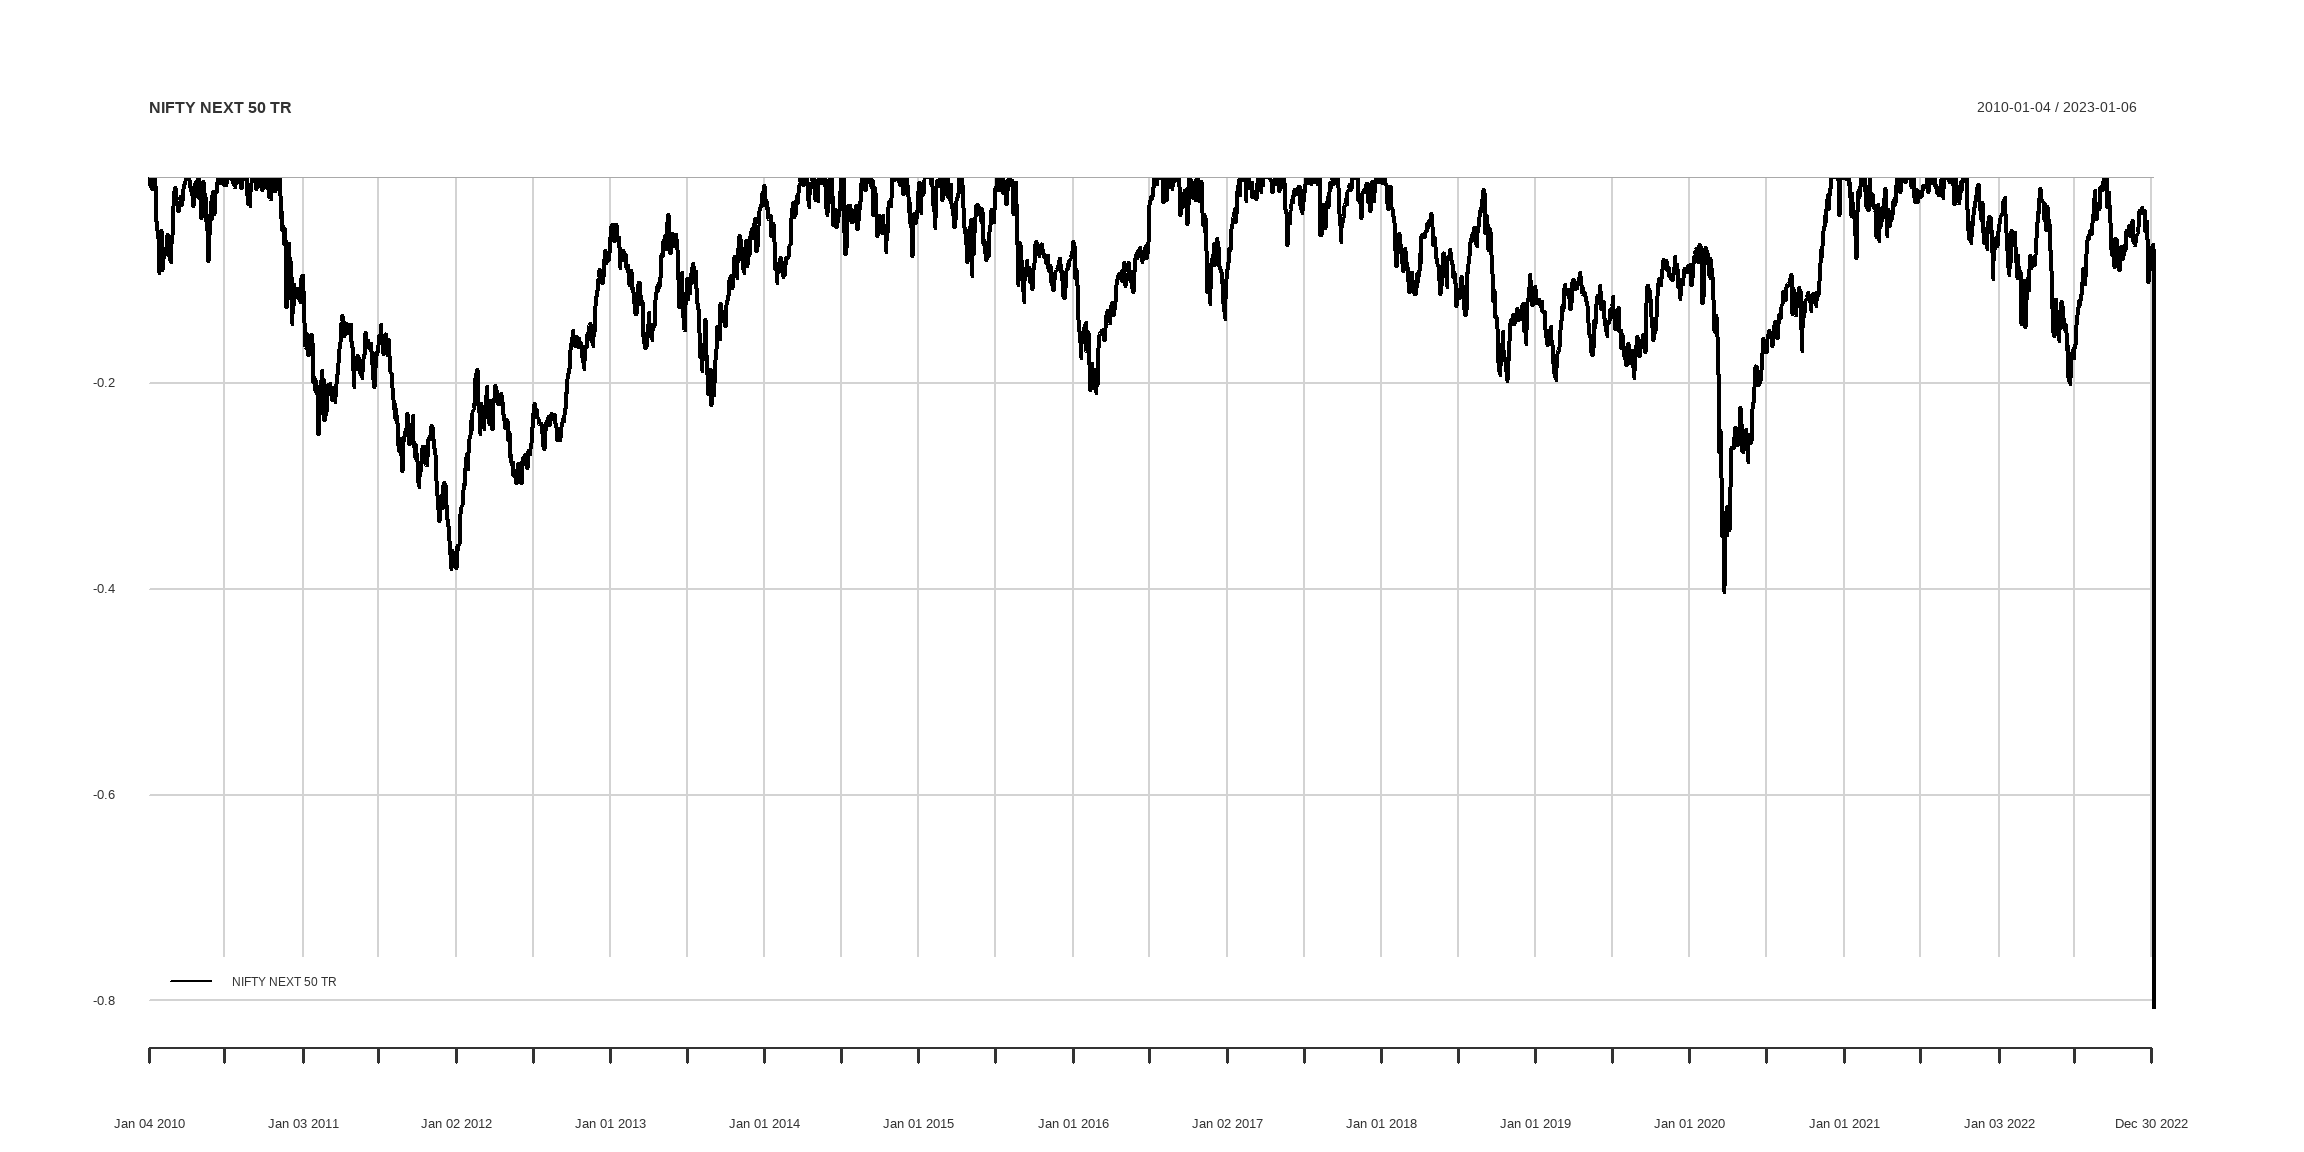 NIFTY NEXT 50 TR
2010-01-04 / 2023-01-06
-0.2
-0.4
-0.6
-0.8
NIFTY NEXT 50 TR
Jan 04 2010 Jan 03 2011 Jan 02 2012 Jan 01 2013 Jan 01 2014 Jan 01 2015 Jan 01 2016 Jan 02 2017 Jan 01 2018 Jan 01 2019 Jan 01 2020 Jan 01 2021 Jan 03 2022 Dec 30 2022